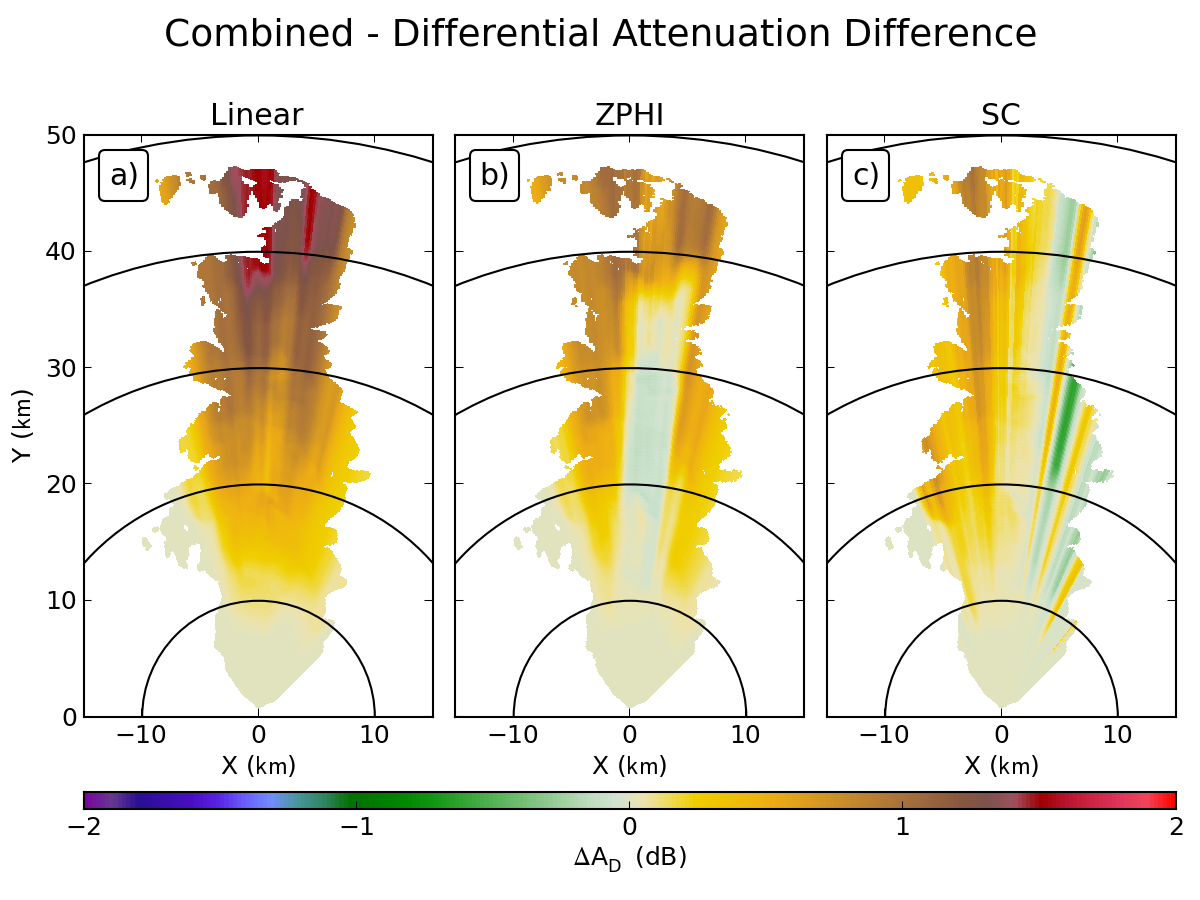 Combined - Differential Attenuation Difference
Linear ZPHI SC
a) b) c)
50
40
30
20
10
0
Y (km)
−10 0 10 −10 0 10 −10 0 10
X (km) X (km) X (km)
−2 −1 0 1 2
ΔA_D (dB)